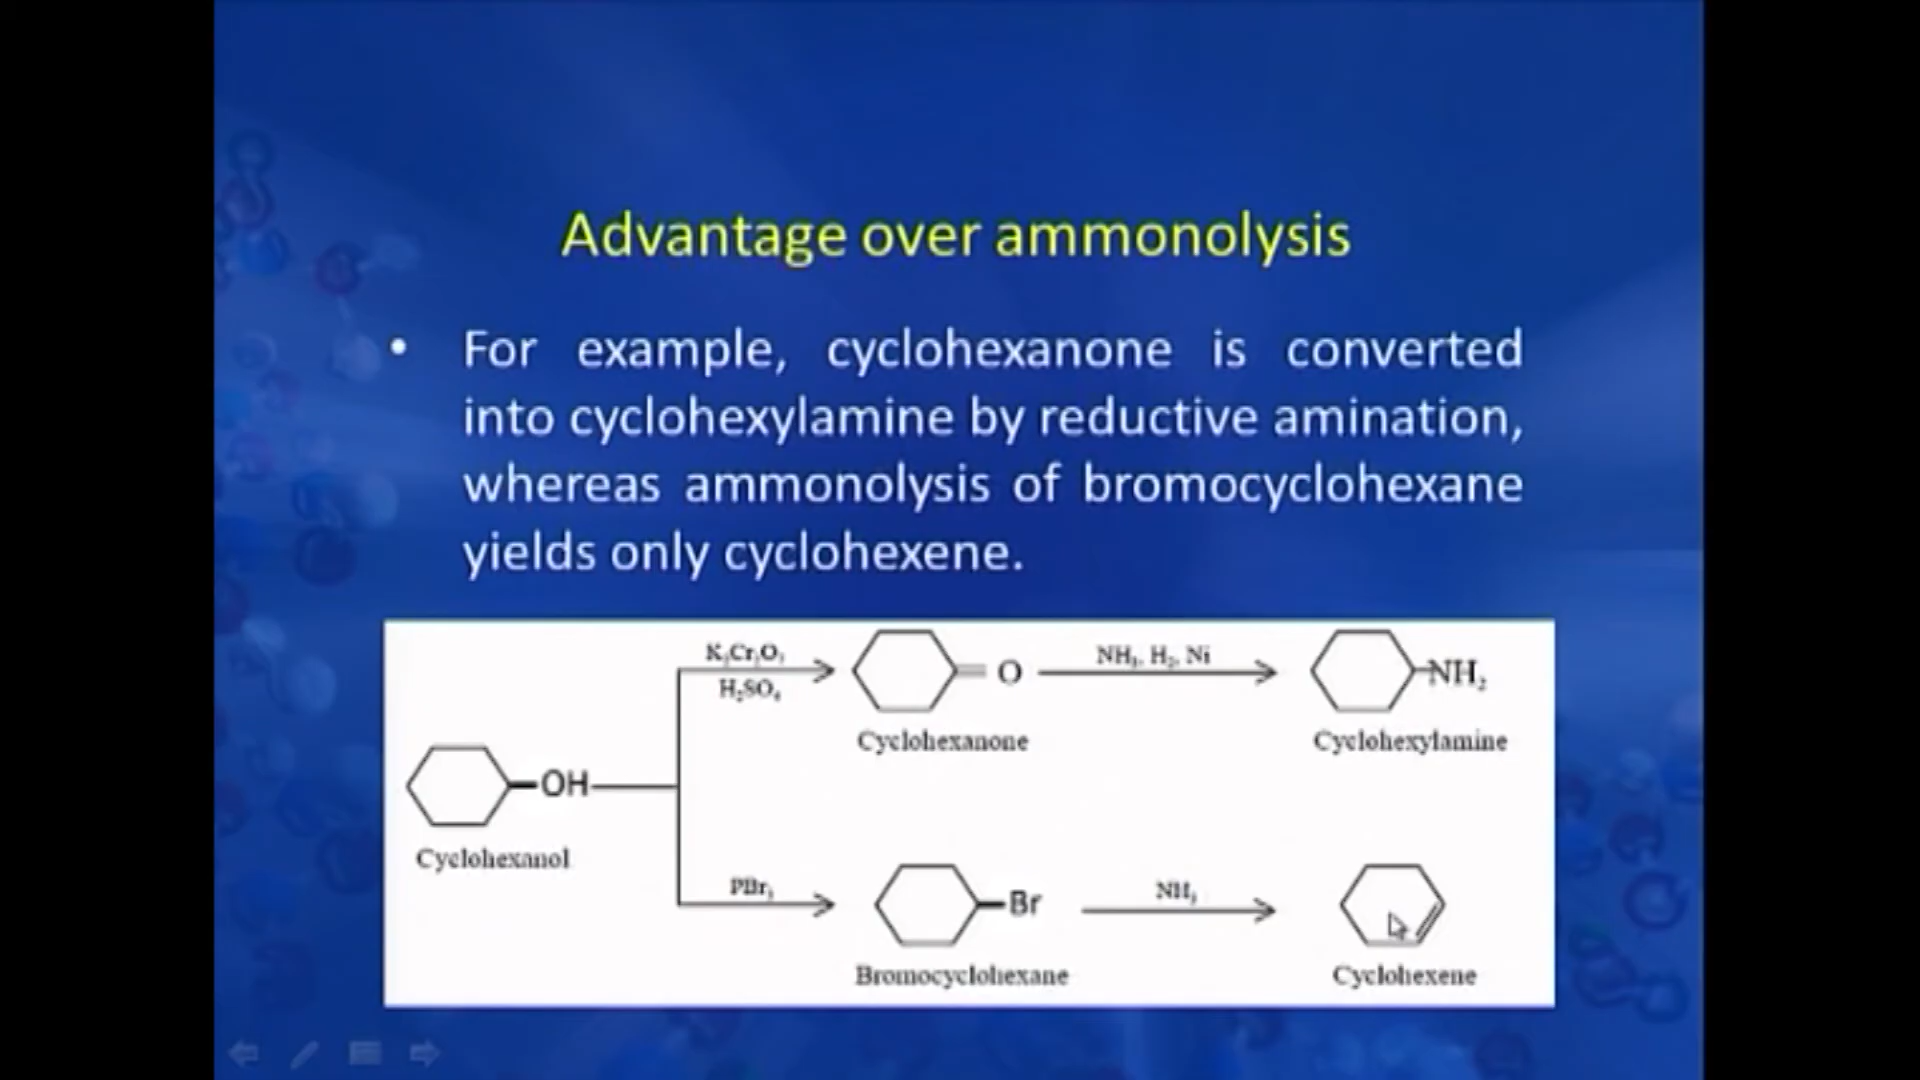 Advantage over ammonolysis
• For example, cyclohexanone is converted
into cyclohexylamine by reductive amination,
whereas ammonolysis of bromocyclohexane
yields only cyclohexene.
K₂Cr₂O₇
H₂SO₄
O
NH₃, H₂, Ni
NH₂
Cyclohexanone
Cyclohexylamine
OH
Cyclohexanol
PBr₃
Br
NH₃
Bromocyclohexane
Cyclohexene